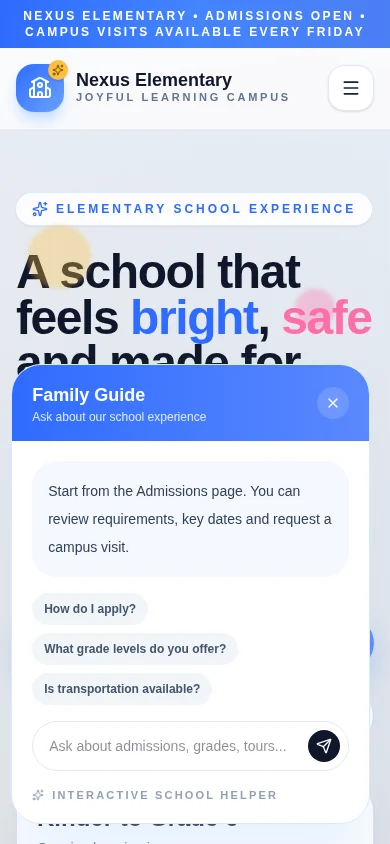 NEXUS ELEMENTARY • ADMISSIONS OPEN •
CAMPUS VISITS AVAILABLE EVERY FRIDAY
Nexus Elementary
JOYFUL LEARNING CAMPUS
ELEMENTARY SCHOOL EXPERIENCE
A school that
feels bright, safe
and made for
Family Guide
Ask about our school experience
Start from the Admissions page. You can
review requirements, key dates and request a
campus visit.
How do I apply?
What grade levels do you offer?
Is transportation available?
Ask about admissions, grades, tours...
INTERACTIVE SCHOOL HELPER